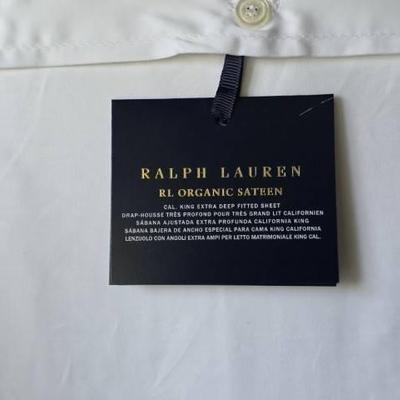 RALPH LAUREN
RL ORGANIC SATEEN
CAL. KING EXTRA DEEP FITTED SHEET
DRAP-HOUSSE TRÈS PROFOND POUR TRÈS GRAND LIT CALIFORNIEN
SÁBANA AJUSTADA EXTRA PROFUNDA CALIFORNIA KING
SÁBANA BAJERA DE ANCHO ESPECIAL PARA CAMA KING CALIFORNIA
LENZUOLO CON ANGOLI EXTRA AMPI PER LETTO MATRIMONIALE KING CAL.